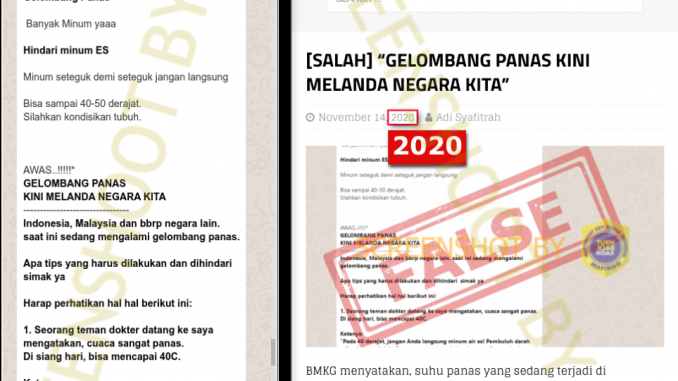 Banyak Minum yaaa
Hindari minum ES
Minum seteguk demi seteguk jangan langsung
Bisa sampai 40-50 derajat.
Silahkan kondisikan tubuh.
AWAS..!!!!!*
GELOMBANG PANAS
KINI MELANDA NEGARA KITA
-------------------------------
Indonesia, Malaysia dan bbrp negara lain.
saat ini sedang mengalami gelombang panas.
Apa tips yang harus dilakukan dan dihindari
simak ya
Harap perhatikan hal hal berikut ini:
1. Seorang teman dokter datang ke saya
mengatakan, cuaca sangat panas.
Di siang hari, bisa mencapai 40C.
SCREENSHOOT BY
[SALAH] “GELOMBANG PANAS KINI
MELANDA NEGARA KITA”
November 14, 2020 Adi Syafitrah
2020
Hindari minum ES
Minum seteguk demi seteguk jangan langsung
Bisa sampai 40-50 derajat.
Silahkan kondisikan tubuh.
AWAS..!!!!*
GELOMBANG PANAS
KINI MELANDA NEGARA KITA
Indonesia, Malaysia dan bbrp negara lain. saat ini sedang mengalami
gelombang panas.
Apa tips yang harus dilakukan dan dihindari simak ya
Harap perhatikan hal hal berikut ini:
1. Seorang teman dokter datang ke saya mengatakan, cuaca sangat panas.
Di siang hari, bisa mencapai 40C.
Katanya:
"Pada 40 derajat, jangan Anda langsung minum air es! Pembuluh darah
FALSE
SCREENSHOT BY
BMKG menyatakan, suhu panas yang sedang terjadi di